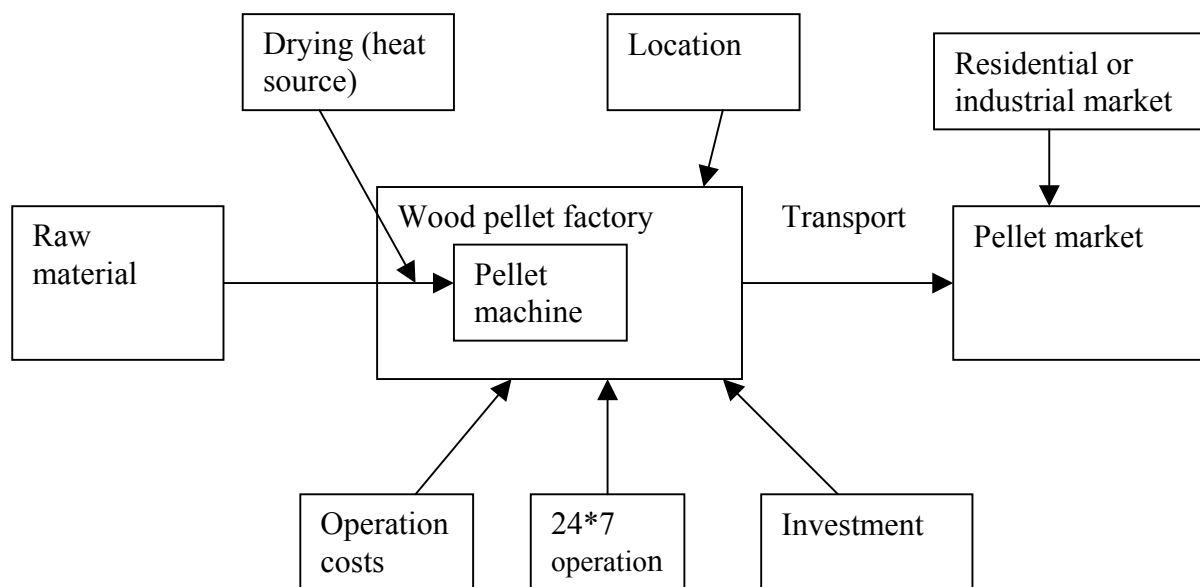 Drying (heat
source)
Location
Residential or
industrial market
Raw
material
Wood pellet factory
Pellet
machine
Transport
Pellet market
Operation
costs
24*7
operation
Investment